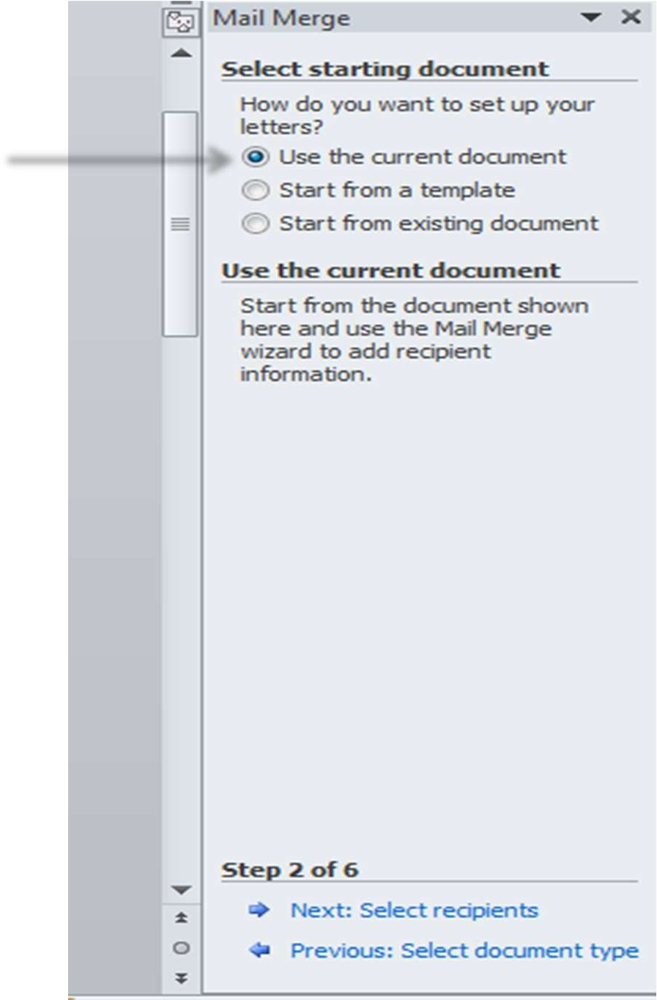 Mail Merge
Select starting document
How do you want to set up your
letters?
Use the current document
Start from a template
Start from existing document
Use the current document
Start from the document shown
here and use the Mail Merge
wizard to add recipient
information.
Step 2 of 6
Next: Select recipients
Previous: Select document type